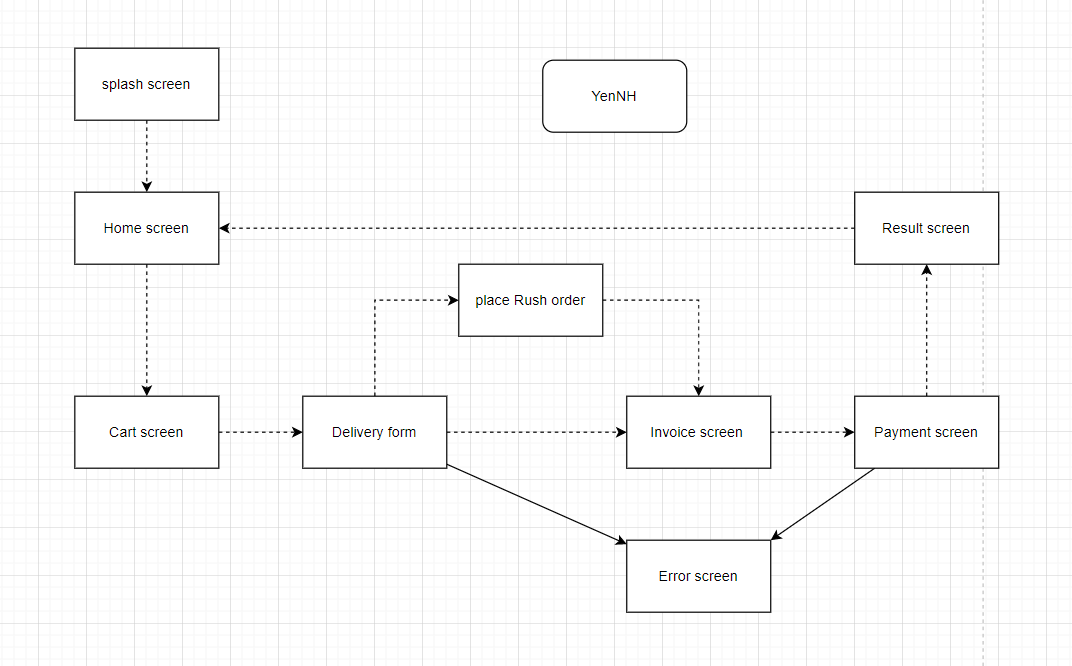 splash screen
YenNH
Home screen
Result screen
place Rush order
Cart screen
Delivery form
Invoice screen
Payment screen
Error screen